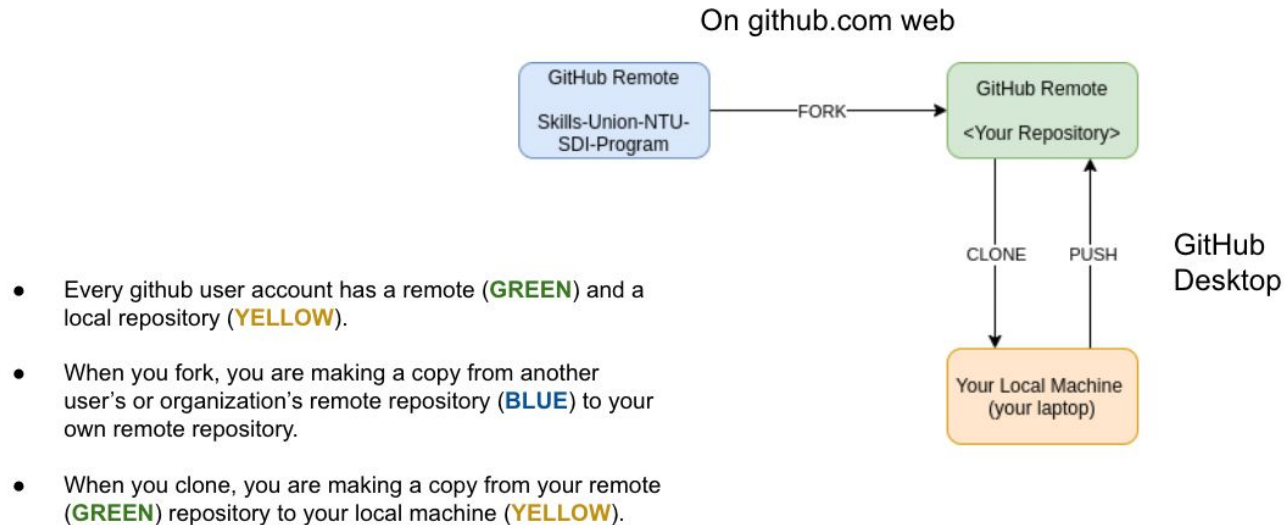 On github.com web
GitHub Remote
Skills-Union-NTU-
SDI-Program
FORK
GitHub Remote
<Your Repository>
CLONE
PUSH
GitHub
Desktop
Your Local Machine
(your laptop)
● Every github user account has a remote (GREEN) and a
local repository (YELLOW).
● When you fork, you are making a copy from another
user’s or organization’s remote repository (BLUE) to your
own remote repository.
● When you clone, you are making a copy from your remote
(GREEN) repository to your local machine (YELLOW).